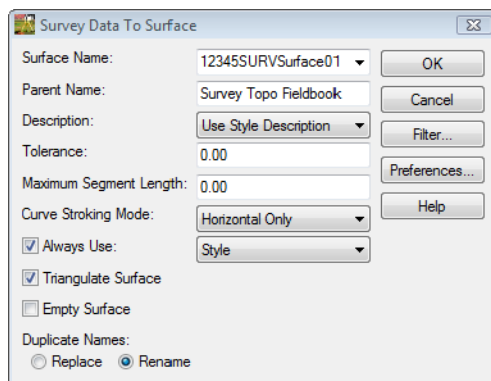 Survey Data To Surface
Surface Name: 12345SURVSurface01 OK
Parent Name: Survey Topo Fieldbook Cancel
Description: Use Style Description Filter...
Tolerance: 0.00 Preferences...
Maximum Segment Length: 0.00 Help
Curve Stroking Mode: Horizontal Only
Always Use: Style
Triangulate Surface
Empty Surface
Duplicate Names:
Replace Rename